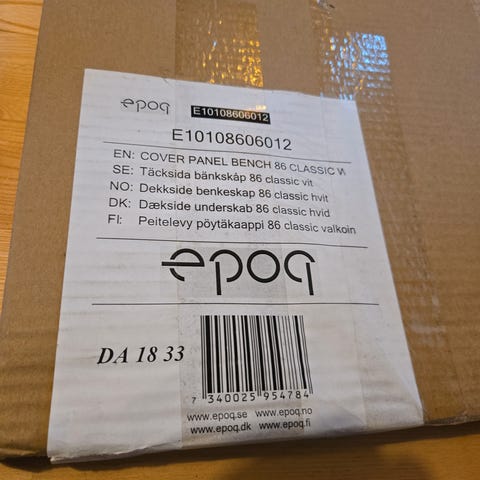 epoq E10108606012
E10108606012
EN: COVER PANEL BENCH 86 CLASSIC W
SE: Täcksida bänkskåp 86 classic vit
NO: Dekkside benkeskap 86 classic hvit
DK: Dækside underskab 86 classic hvid
FI: Peitelevy pöytäkaappi 86 classic valkoin
epoq
DA 18 33
7 340025 954784
www.epoq.se www.epoq.no
www.epoq.dk www.epoq.fi